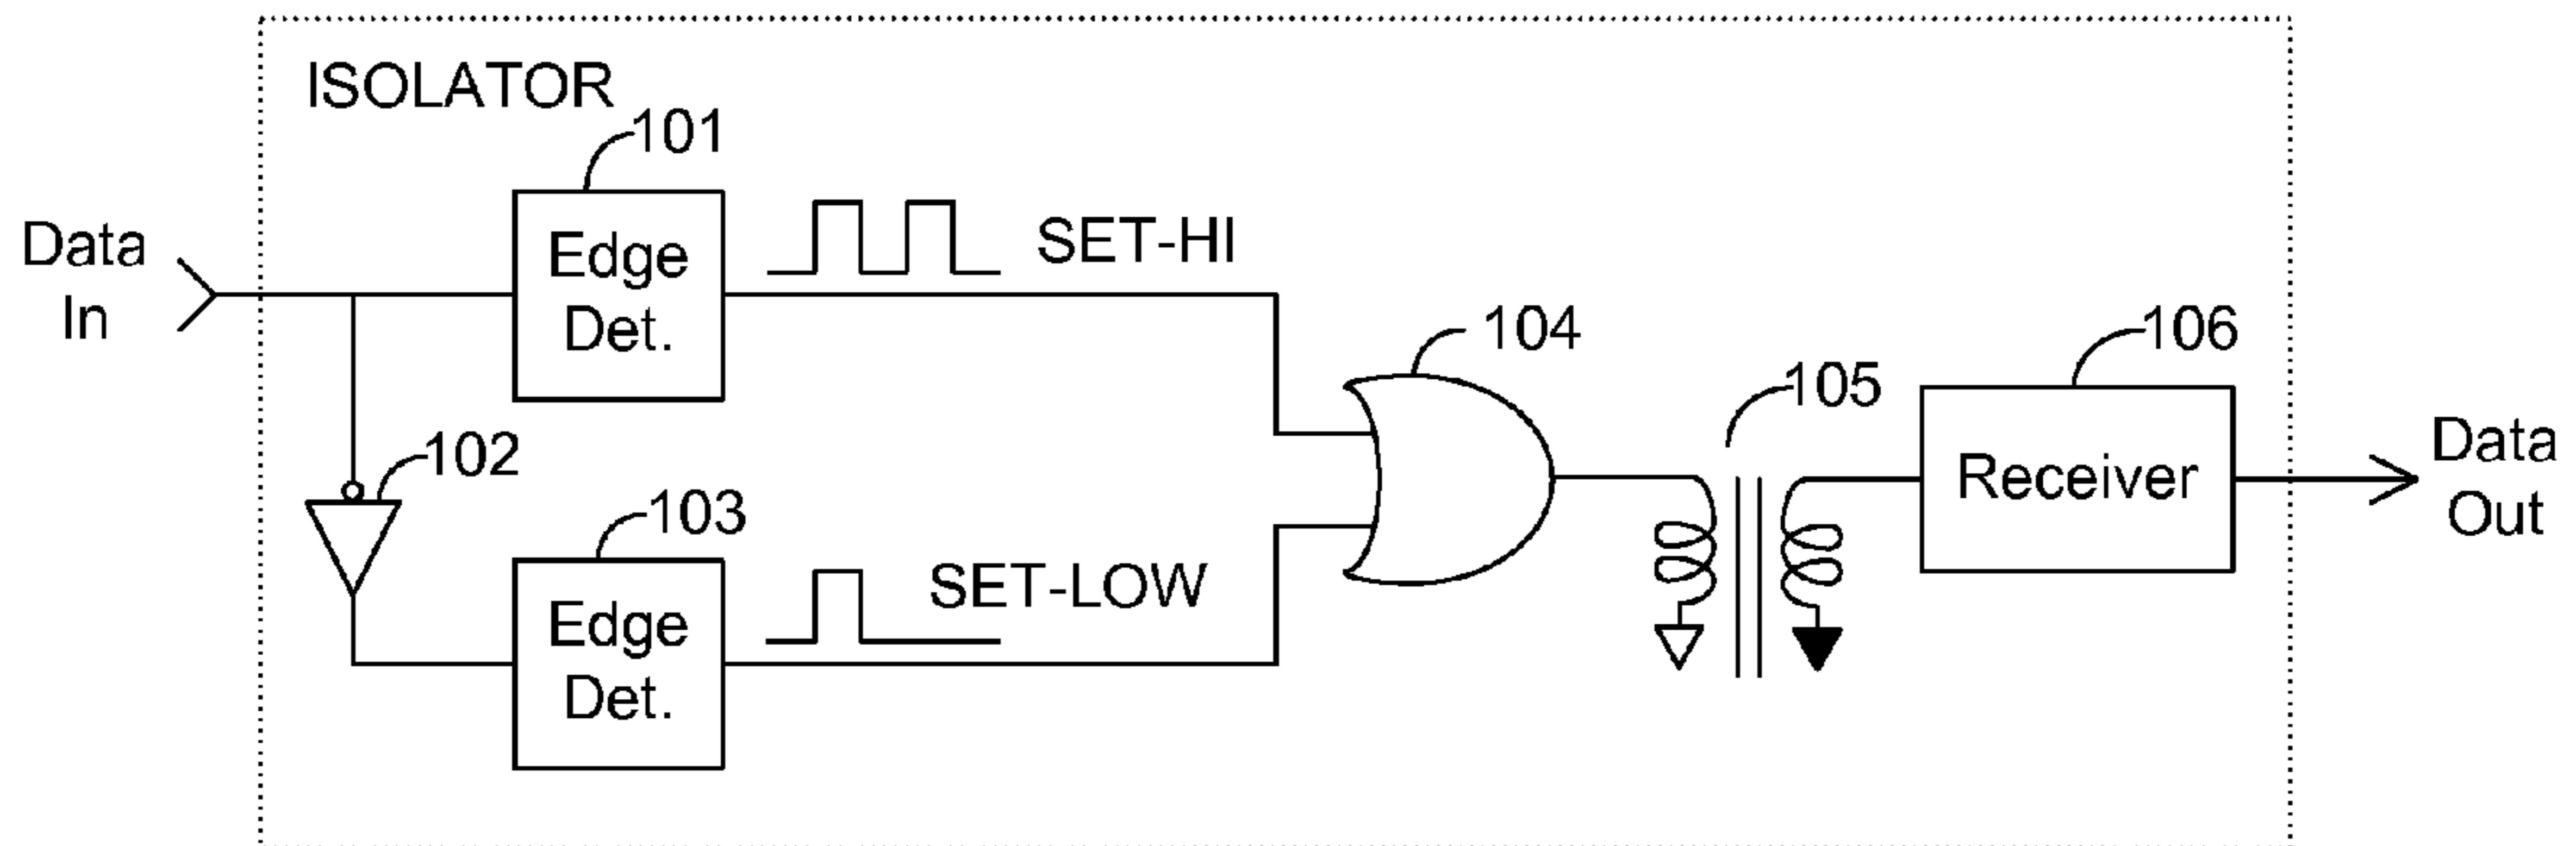 ISOLATOR
101
Data
In
Edge
Det.
SET-HI
102
103
Edge
Det.
SET-LOW
104
105
106
Receiver
Data
Out